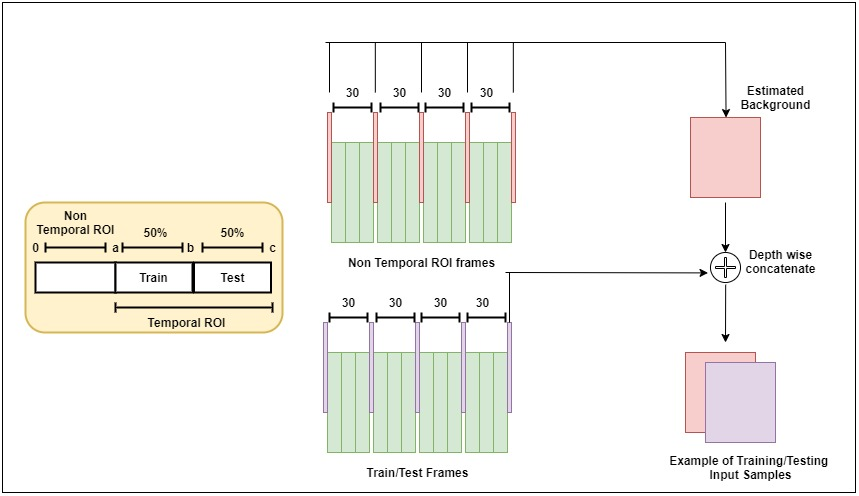 30 30 30 30
Estimated
Background
Non Temporal ROI frames
Non
Temporal ROI
50% 50%
0 a b c
Train Test
Temporal ROI
Depth wise
concatenate
30 30 30 30
Train/Test Frames
Example of Training/Testing
Input Samples